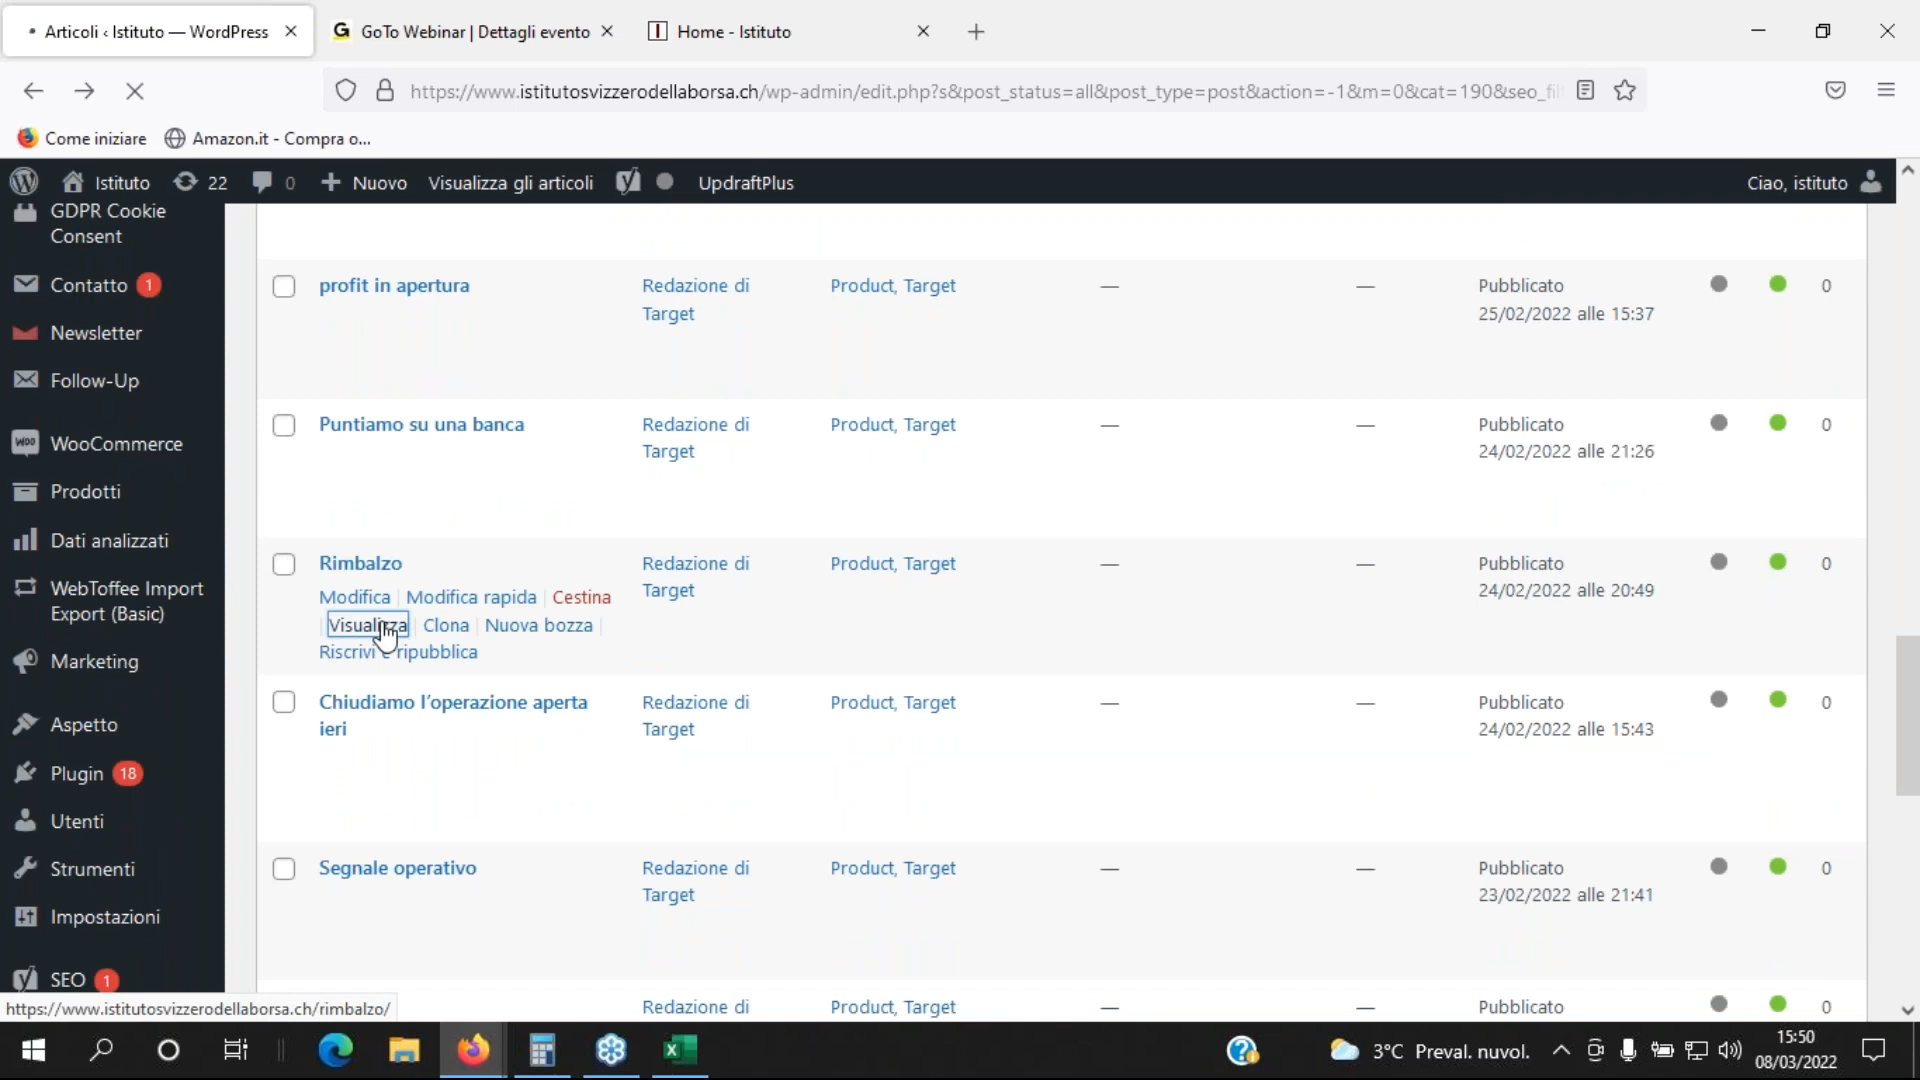 Articoli ‹ Istituto — WordPress
GoTo Webinar | Dettagli evento
Home - Istituto
https://www.istitutosvizzerodellaborsa.ch/wp-admin/edit.php?s&post_status=all&post_type=post&action=-1&m=0&cat=190&seo_fil
Come iniziare
Amazon.it - Compra o...
Istituto
22
0
Nuovo
Visualizza gli articoli
UpdraftPlus
Ciao, istituto
GDPR Cookie
Consent
Contatto 1
Newsletter
Follow-Up
WooCommerce
Prodotti
Dati analizzati
WebToffee Import
Export (Basic)
Marketing
Aspetto
Plugin 18
Utenti
Strumenti
Impostazioni
SEO 1
profit in apertura
Redazione di
Target
Product, Target
—
—
Pubblicato
25/02/2022 alle 15:37
0
Puntiamo su una banca
Redazione di
Target
Product, Target
—
—
Pubblicato
24/02/2022 alle 21:26
0
Rimbalzo
Modifica | Modifica rapida | Cestina
| Visualizza | Clona | Nuova bozza |
Riscrivi e ripubblica
Redazione di
Target
Product, Target
—
—
Pubblicato
24/02/2022 alle 20:49
0
Chiudiamo l’operazione aperta
ieri
Redazione di
Target
Product, Target
—
—
Pubblicato
24/02/2022 alle 15:43
0
Segnale operativo
Redazione di
Target
Product, Target
—
—
Pubblicato
23/02/2022 alle 21:41
0
Redazione di
Product, Target
—
—
Pubblicato
0
https://www.istitutosvizzerodellaborsa.ch/rimbalzo/
3°C Preval. nuvol.
15:50
08/03/2022